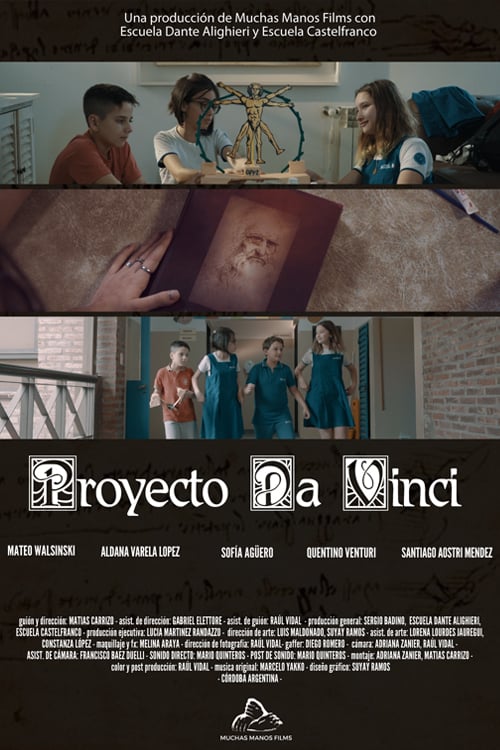 Una producción de Muchas Manos Films con
Escuela Dante Alighieri y Escuela Castelfranco
Proyecto Da Vinci
MATEO WALSINSKI ALDANA VARELA LOPEZ SOFÍA AGÜERO QUENTINO VENTURI SANTIAGO AOSTRI MENDEZ
guión y dirección: MATIAS CARRIZO - asist. de dirección: GABRIEL ELETTORE - asist. de guión: RAÚL VIDAL - producción general: SERGIO BADINO, ESCUELA DANTE ALIGHIERI,
ESCUELA CASTELFRANCO - producción ejecutiva: LUCIA MARTINEZ RANDAZZO - dirección de arte: LUIS MALDONADO, SUYAY RAMOS - asist. de arte: LORENA LOURDES JAUREGUI,
CONSTANZA LOPEZ - maquillaje y fx: MELINA ARAYA - dirección de fotografía: RAÚL VIDAL- gaffer: DIEGO ROMERO - cámara: ADRIANA ZANIER, RAÚL VIDAL -
ASIST. DE CÁMARA: FRANCISCO BAEZ DUELLI - SONIDO DIRECTO: MARIO QUINTEROS - POST DE SONIDO: MARIO QUINTEROS - montaje: ADRIANA ZANIER, MATIAS CARRIZO -
color y post producción: RAÚL VIDAL - musica original: MARCELO YAKKO - diseño gráfico: SUYAY RAMOS
- CÓRDOBA ARGENTINA -
MUCHAS MANOS FILMS